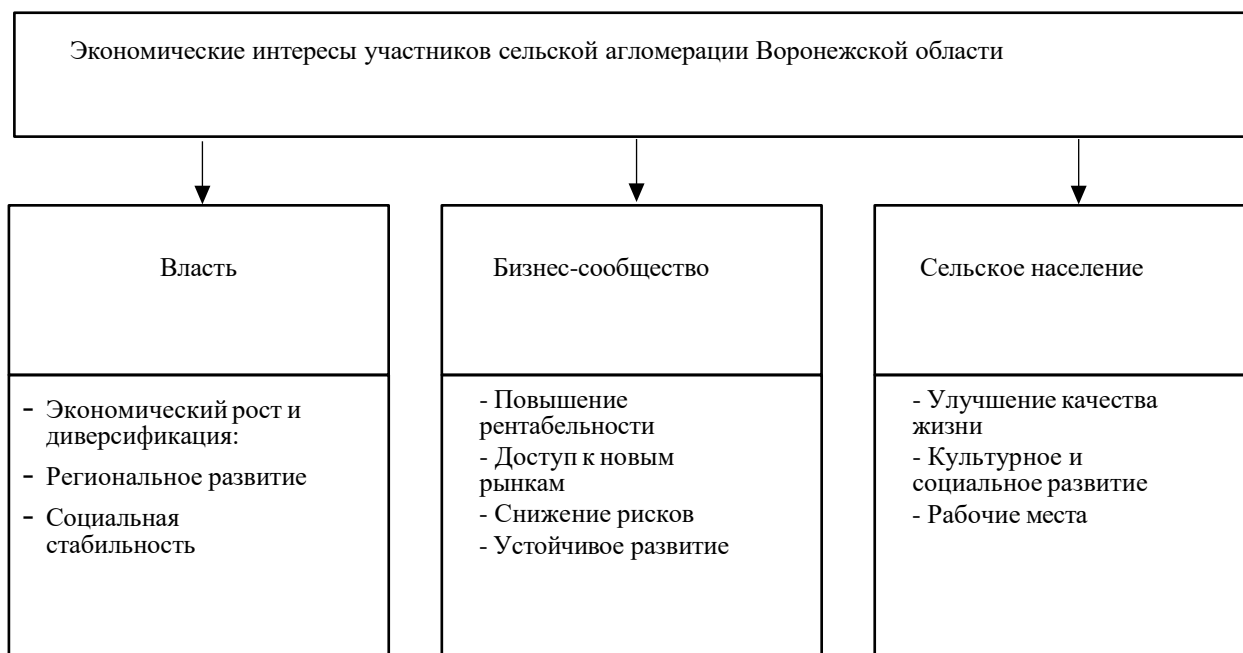 Экономические интересы участников сельской агломерации Воронежской области
Власть
- Экономический рост и
диверсификация:
- Региональное развитие
- Социальная
стабильность
Бизнес-сообщество
- Повышение
рентабельности
- Доступ к новым
рынкам
- Снижение рисков
- Устойчивое развитие
Сельское население
- Улучшение качества
жизни
- Культурное и
социальное развитие
- Рабочие места